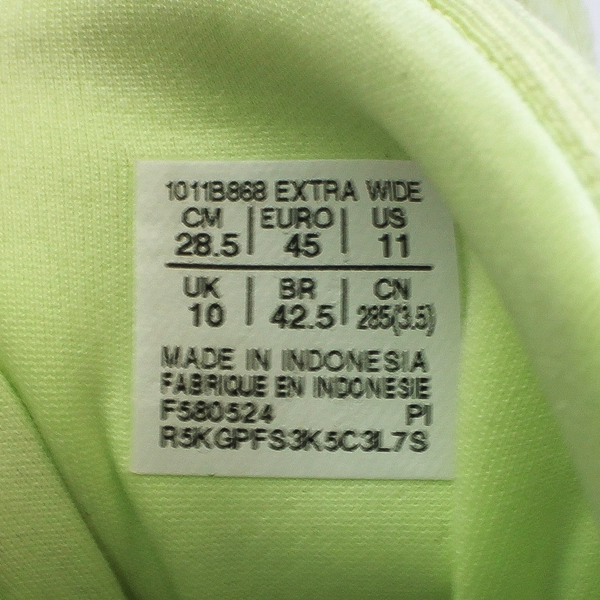 1011B868 EXTRA WIDE
CM | EURO | US
28.5 | 45 | 11
UK | BR | CN
10 | 42.5 | 285(3.5)
MADE IN INDONESIA
FABRIQUE EN INDONESIE
F580524 PI
R5KGPFS3K5C3L7S